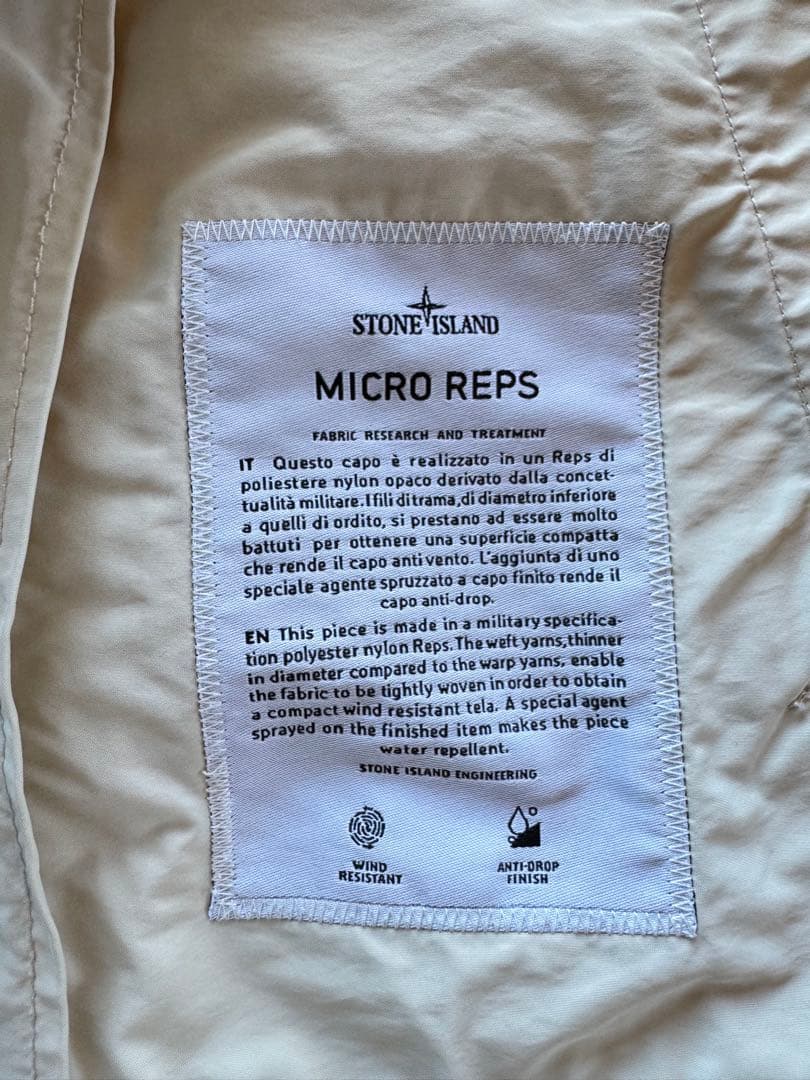 STONE ISLAND
MICRO REPS
FABRIC RESEARCH AND TREATMENT
IT Questo capo è realizzato in un Reps di
poliestere nylon opaco derivato dalla concet-
tualità militare. I fili di trama, di diametro inferiore
a quelli di ordito, si prestano ad essere molto
battuti per ottenere una superficie compatta
che rende il capo antivento. L'aggiunta di uno
speciale agente spruzzato a capo finito rende il
capo anti-drop.
EN This piece is made in a military specifica-
tion polyester nylon Reps. The weft yarns, thinner
in diameter compared to the warp yarns, enable
the fabric to be tightly woven in order to obtain
a compact wind resistant tela. A special agent
sprayed on the finished item makes the piece
water repellent.
STONE ISLAND ENGINEERING
WIND
RESISTANT
ANTI-DROP
FINISH